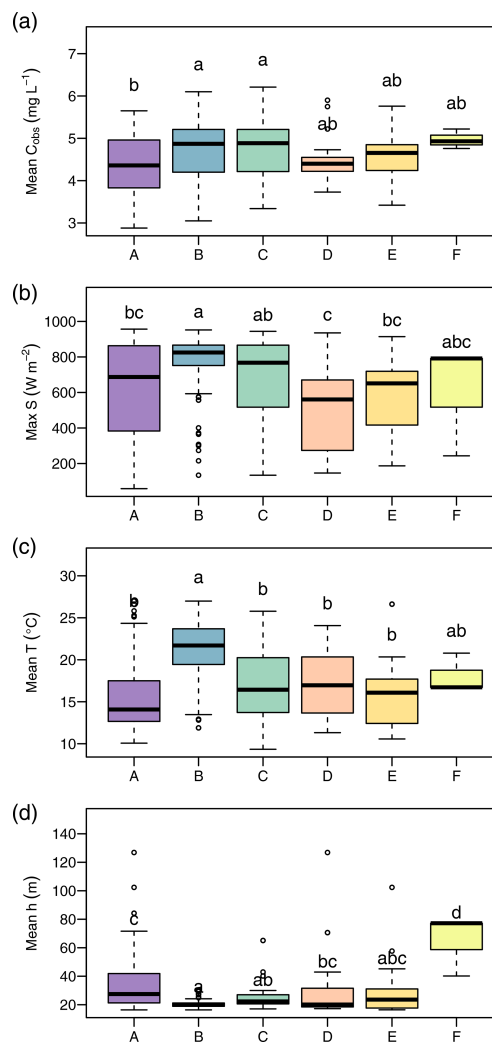 (a)
Mean C_obs (mg L⁻¹)
7
6
5
4
3
b
a
a
ab
ab
ab
A
B
C
D
E
F
(b)
Max S (W m⁻²)
1000
800
600
400
200
bc
a
ab
c
bc
abc
A
B
C
D
E
F
(c)
Mean T (°C)
30
25
20
15
10
b
a
b
b
b
ab
A
B
C
D
E
F
(d)
Mean h (m)
140
120
100
80
60
40
20
c
a
ab
bc
abc
d
A
B
C
D
E
F